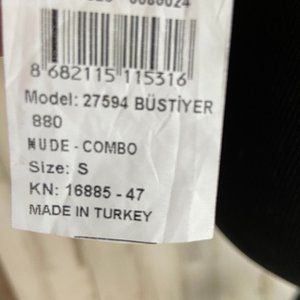 8 682115 115316
Model: 27594 BÜSTİYER
880
NUDE - COMBO
Size: S
KN: 16885 - 47
MADE IN TURKEY